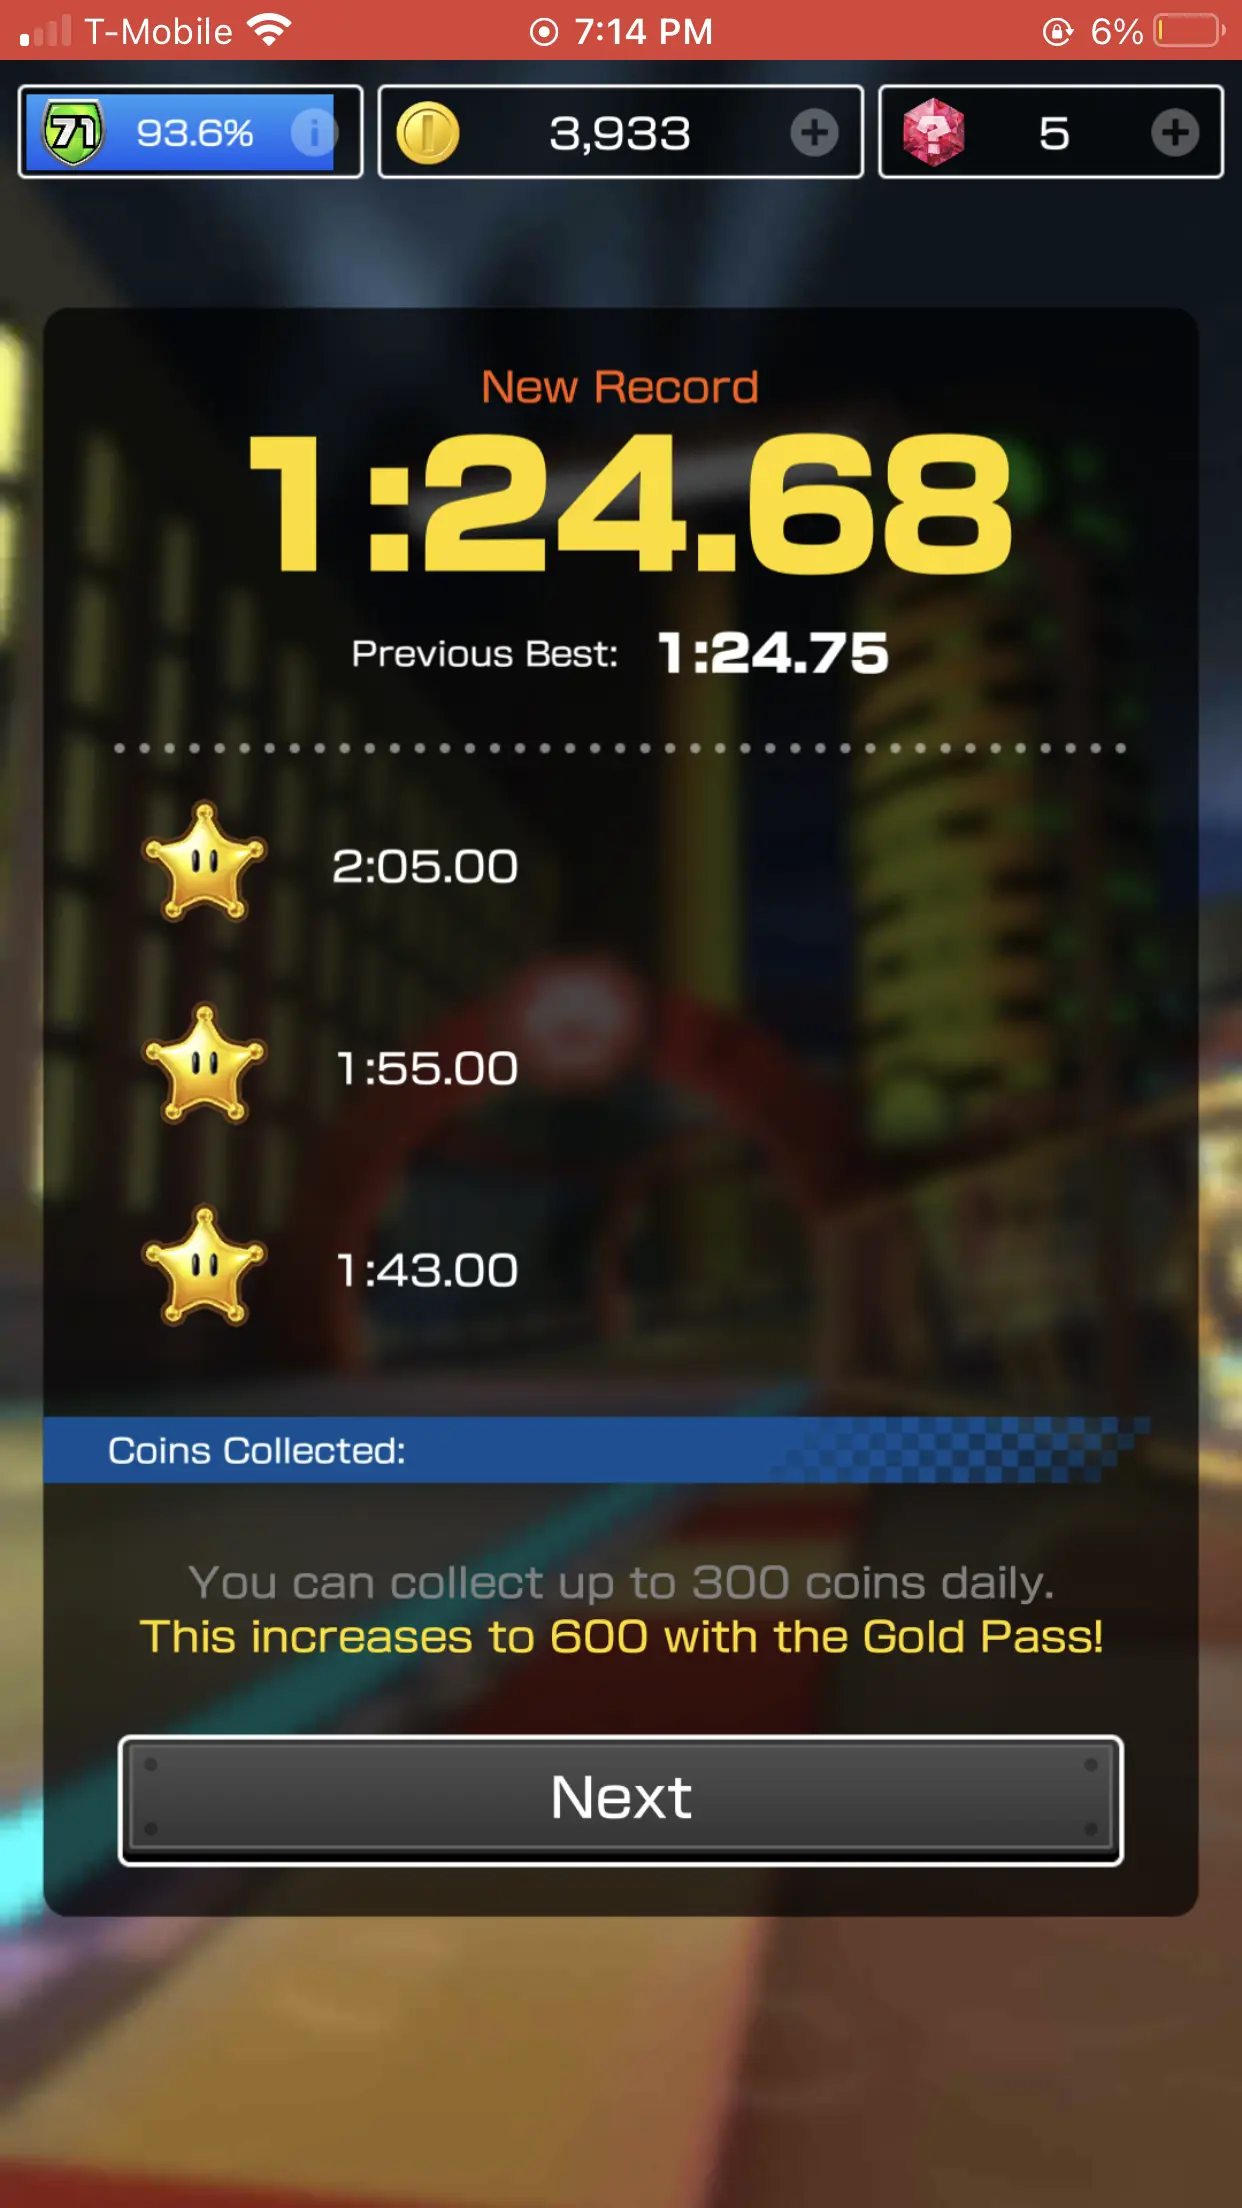 T-Mobile 7:14 PM 6%
71 93.6% i 3,933 + ? 5 +
New Record
1:24.68
Previous Best: 1:24.75
2:05.00
1:55.00
1:43.00
Coins Collected:
You can collect up to 300 coins daily.
This increases to 600 with the Gold Pass!
Next